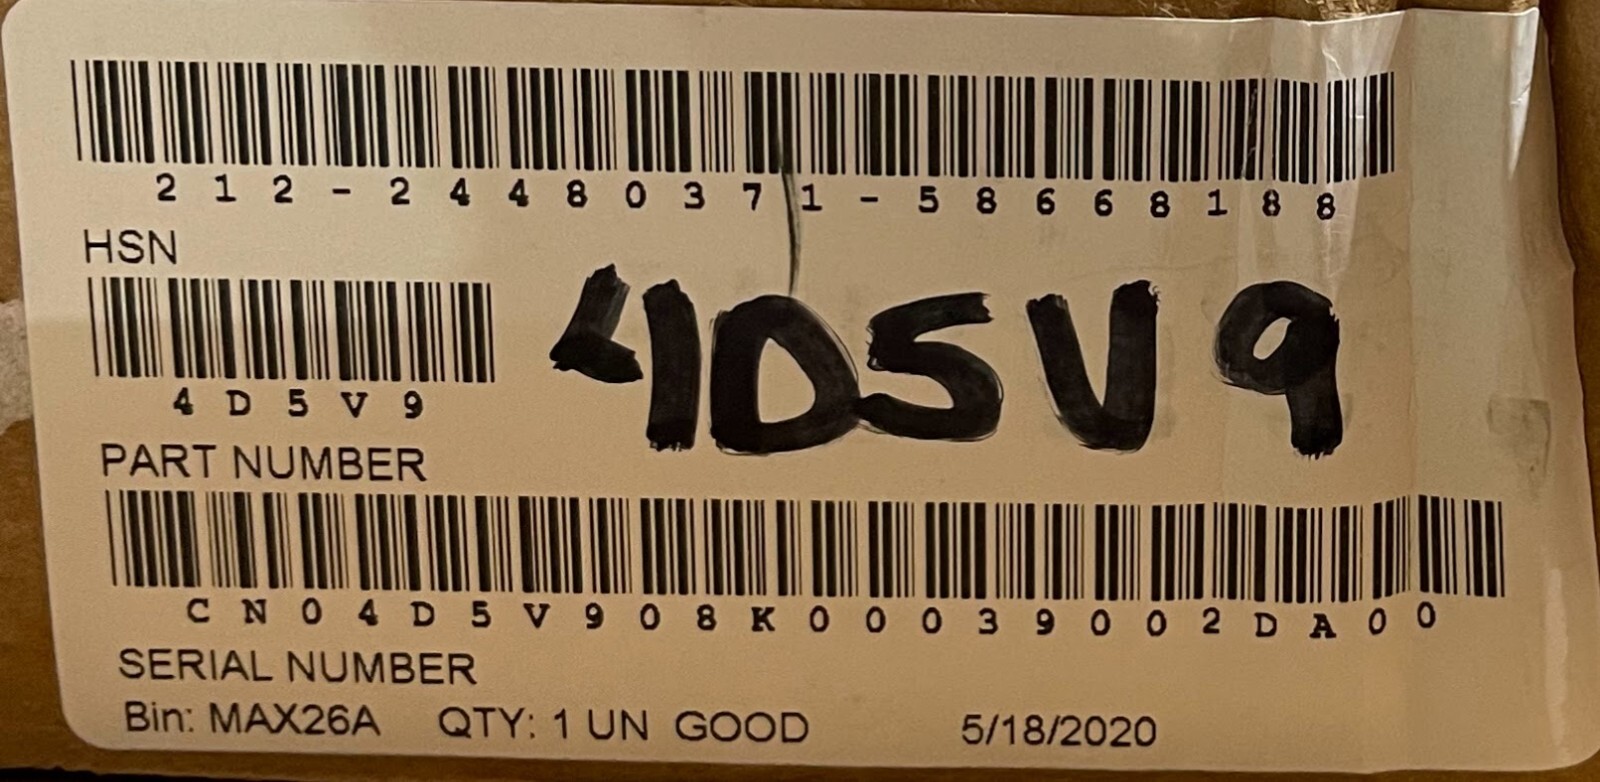 212-24480371-58668188
HSN
4D5V9
4D5V9
PART NUMBER
CN04D5V908K00039002DA00
SERIAL NUMBER
Bin: MAX26A QTY: 1 UN GOOD 5/18/2020